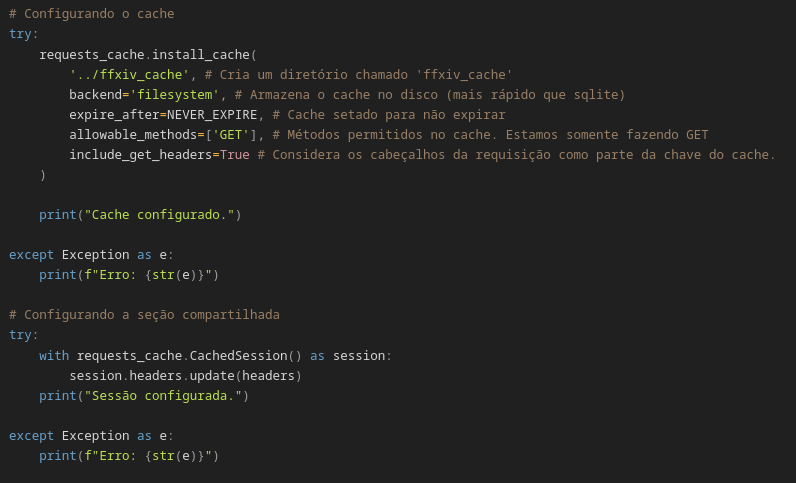 # Configurando o cache
try:
    requests_cache.install_cache(
        '../ffxiv_cache', # Cria um diretório chamado 'ffxiv_cache'
        backend='filesystem', # Armazena o cache no disco (mais rápido que sqlite)
        expire_after=NEVER_EXPIRE, # Cache setado para não expirar
        allowable_methods=['GET'], # Métodos permitidos no cache. Estamos somente fazendo GET
        include_get_headers=True # Considera os cabeçalhos da requisição como parte da chave do cache.
    )

    print("Cache configurado.")

except Exception as e:
    print(f"Erro: {str(e)}")

# Configurando a seção compartilhada
try:
    with requests_cache.CachedSession() as session:
        session.headers.update(headers)
    print("Sessão configurada.")

except Exception as e:
    print(f"Erro: {str(e)}")